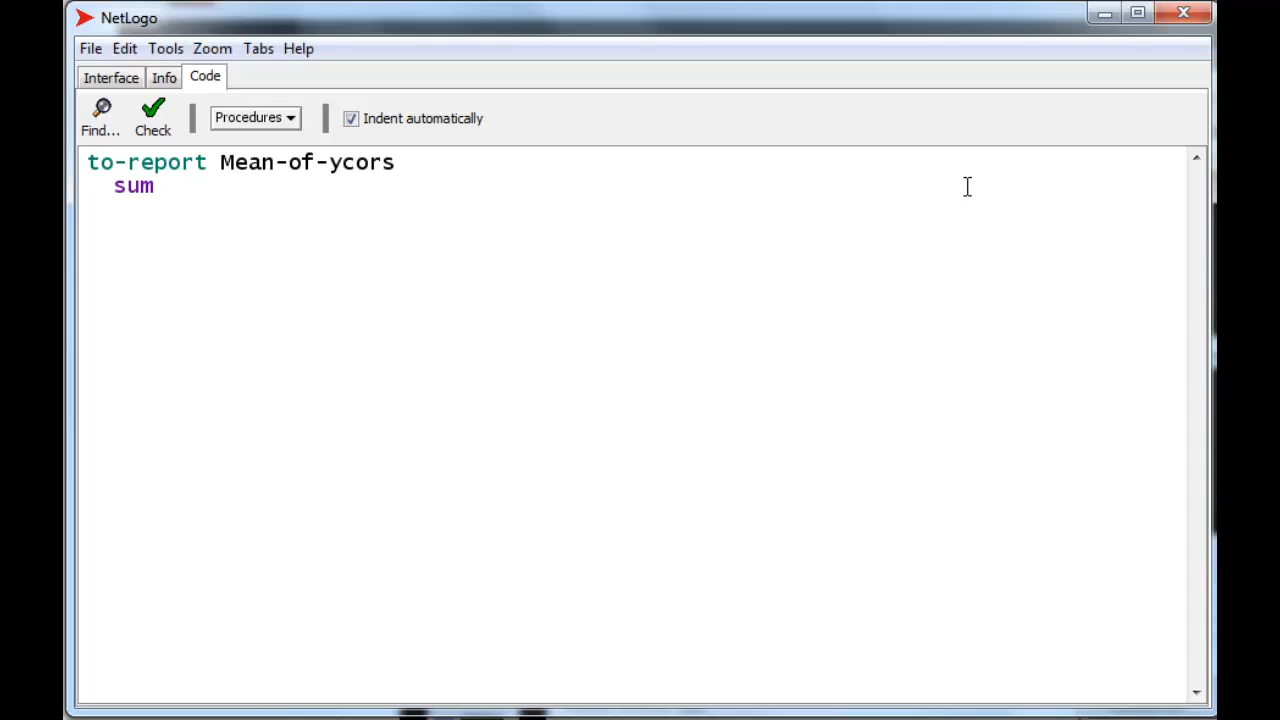 NetLogo
File Edit Tools Zoom Tabs Help
Interface Info Code
Find... Check Procedures Indent automatically
to-report Mean-of-ycors
sum